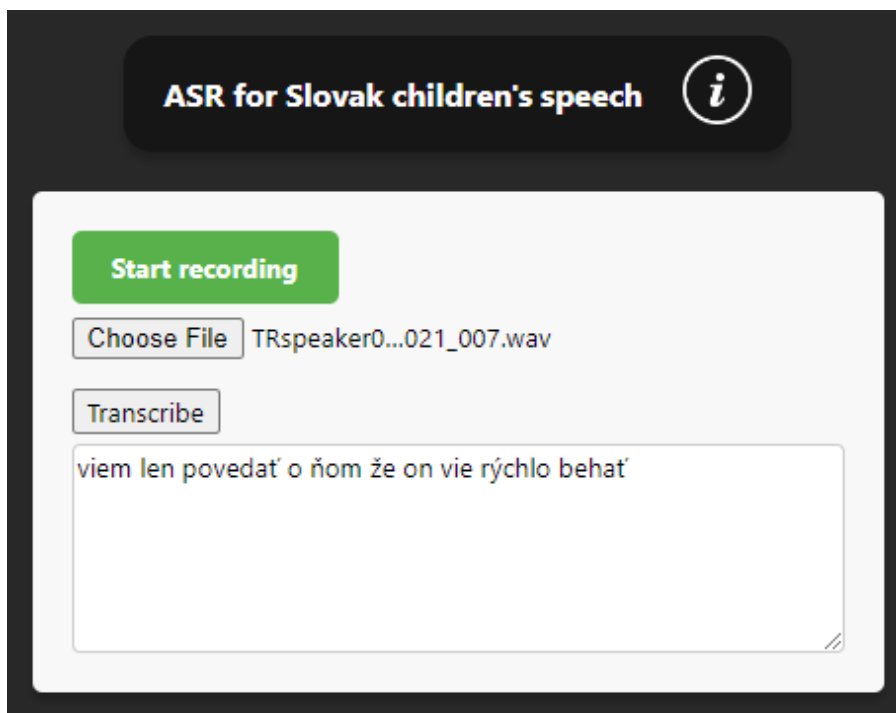 ASR for Slovak children's speech i
Start recording
Choose File TRspeaker0...021_007.wav
Transcribe
viem len povedať o ňom že on vie rýchlo behať